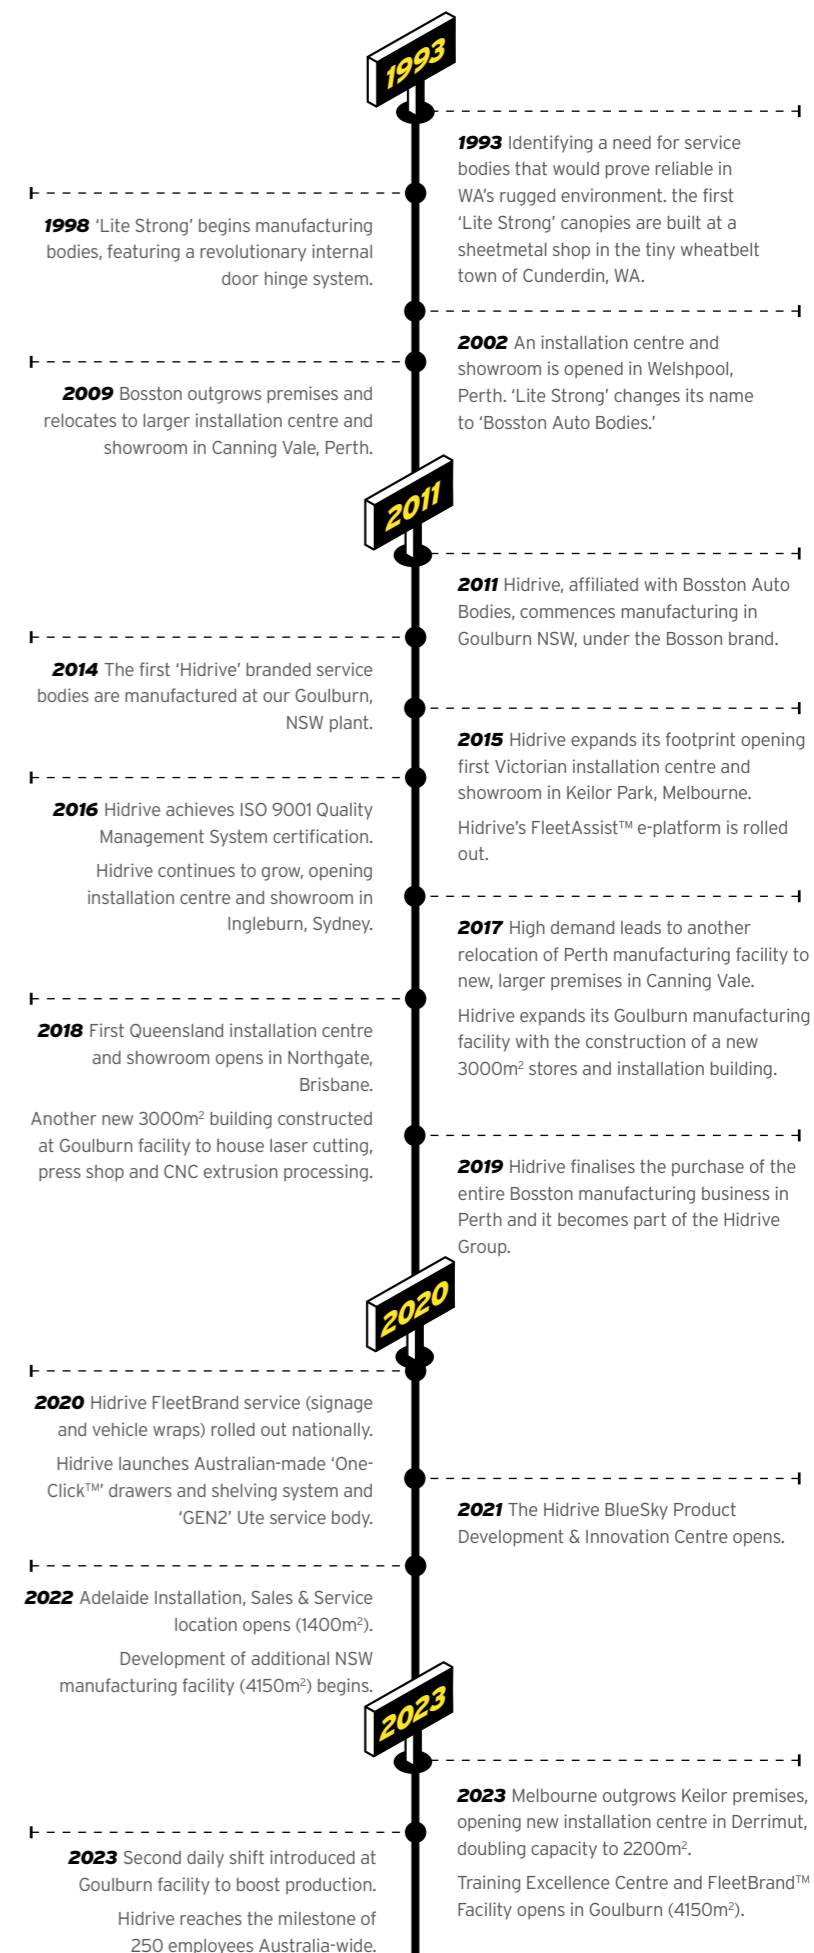 1993
1993 Identifying a need for service
bodies that would prove reliable in
WA's rugged environment. the first
'Lite Strong' canopies are built at a
sheetmetal shop in the tiny wheatbelt
town of Cunderdin, WA.
1998 'Lite Strong' begins manufacturing
bodies, featuring a revolutionary internal
door hinge system.
2002 An installation centre and
showroom is opened in Welshpool,
Perth. 'Lite Strong' changes its name
to 'Bosston Auto Bodies.'
2009 Bosston outgrows premises and
relocates to larger installation centre and
showroom in Canning Vale, Perth.
2011
2011 Hidrive, affiliated with Bosston Auto
Bodies, commences manufacturing in
Goulburn NSW, under the Bosson brand.
2014 The first 'Hidrive' branded service
bodies are manufactured at our Goulburn,
NSW plant.
2015 Hidrive expands its footprint opening
first Victorian installation centre and
showroom in Keilor Park, Melbourne.
Hidrive's FleetAssist™ e-platform is rolled
out.
2016 Hidrive achieves ISO 9001 Quality
Management System certification.
Hidrive continues to grow, opening
installation centre and showroom in
Ingleburn, Sydney.
2017 High demand leads to another
relocation of Perth manufacturing facility to
new, larger premises in Canning Vale.
Hidrive expands its Goulburn manufacturing
facility with the construction of a new
3000m² stores and installation building.
2018 First Queensland installation centre
and showroom opens in Northgate,
Brisbane.
Another new 3000m² building constructed
at Goulburn facility to house laser cutting,
press shop and CNC extrusion processing.
2019 Hidrive finalises the purchase of the
entire Bosston manufacturing business in
Perth and it becomes part of the Hidrive
Group.
2020
2020 Hidrive FleetBrand service (signage
and vehicle wraps) rolled out nationally.
Hidrive launches Australian-made 'One-
Click™' drawers and shelving system and
'GEN2' Ute service body.
2021 The Hidrive BlueSky Product
Development & Innovation Centre opens.
2022 Adelaide Installation, Sales & Service
location opens (1400m²).
Development of additional NSW
manufacturing facility (4150m²) begins.
2023
2023 Melbourne outgrows Keilor premises,
opening new installation centre in Derrimut,
doubling capacity to 2200m².
Training Excellence Centre and FleetBrand™
Facility opens in Goulburn (4150m²).
2023 Second daily shift introduced at
Goulburn facility to boost production.
Hidrive reaches the milestone of
250 employees Australia-wide.